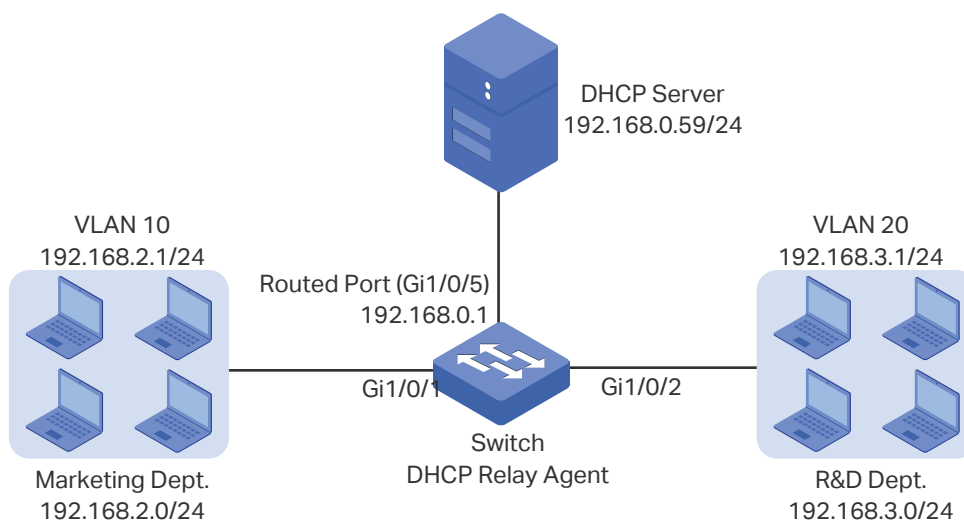 DHCP Server
192.168.0.59/24
VLAN 10
192.168.2.1/24
VLAN 20
192.168.3.1/24
Routed Port (Gi1/0/5)
192.168.0.1
Gi1/0/1
Gi1/0/2
Switch
DHCP Relay Agent
Marketing Dept.
192.168.2.0/24
R&D Dept.
192.168.3.0/24